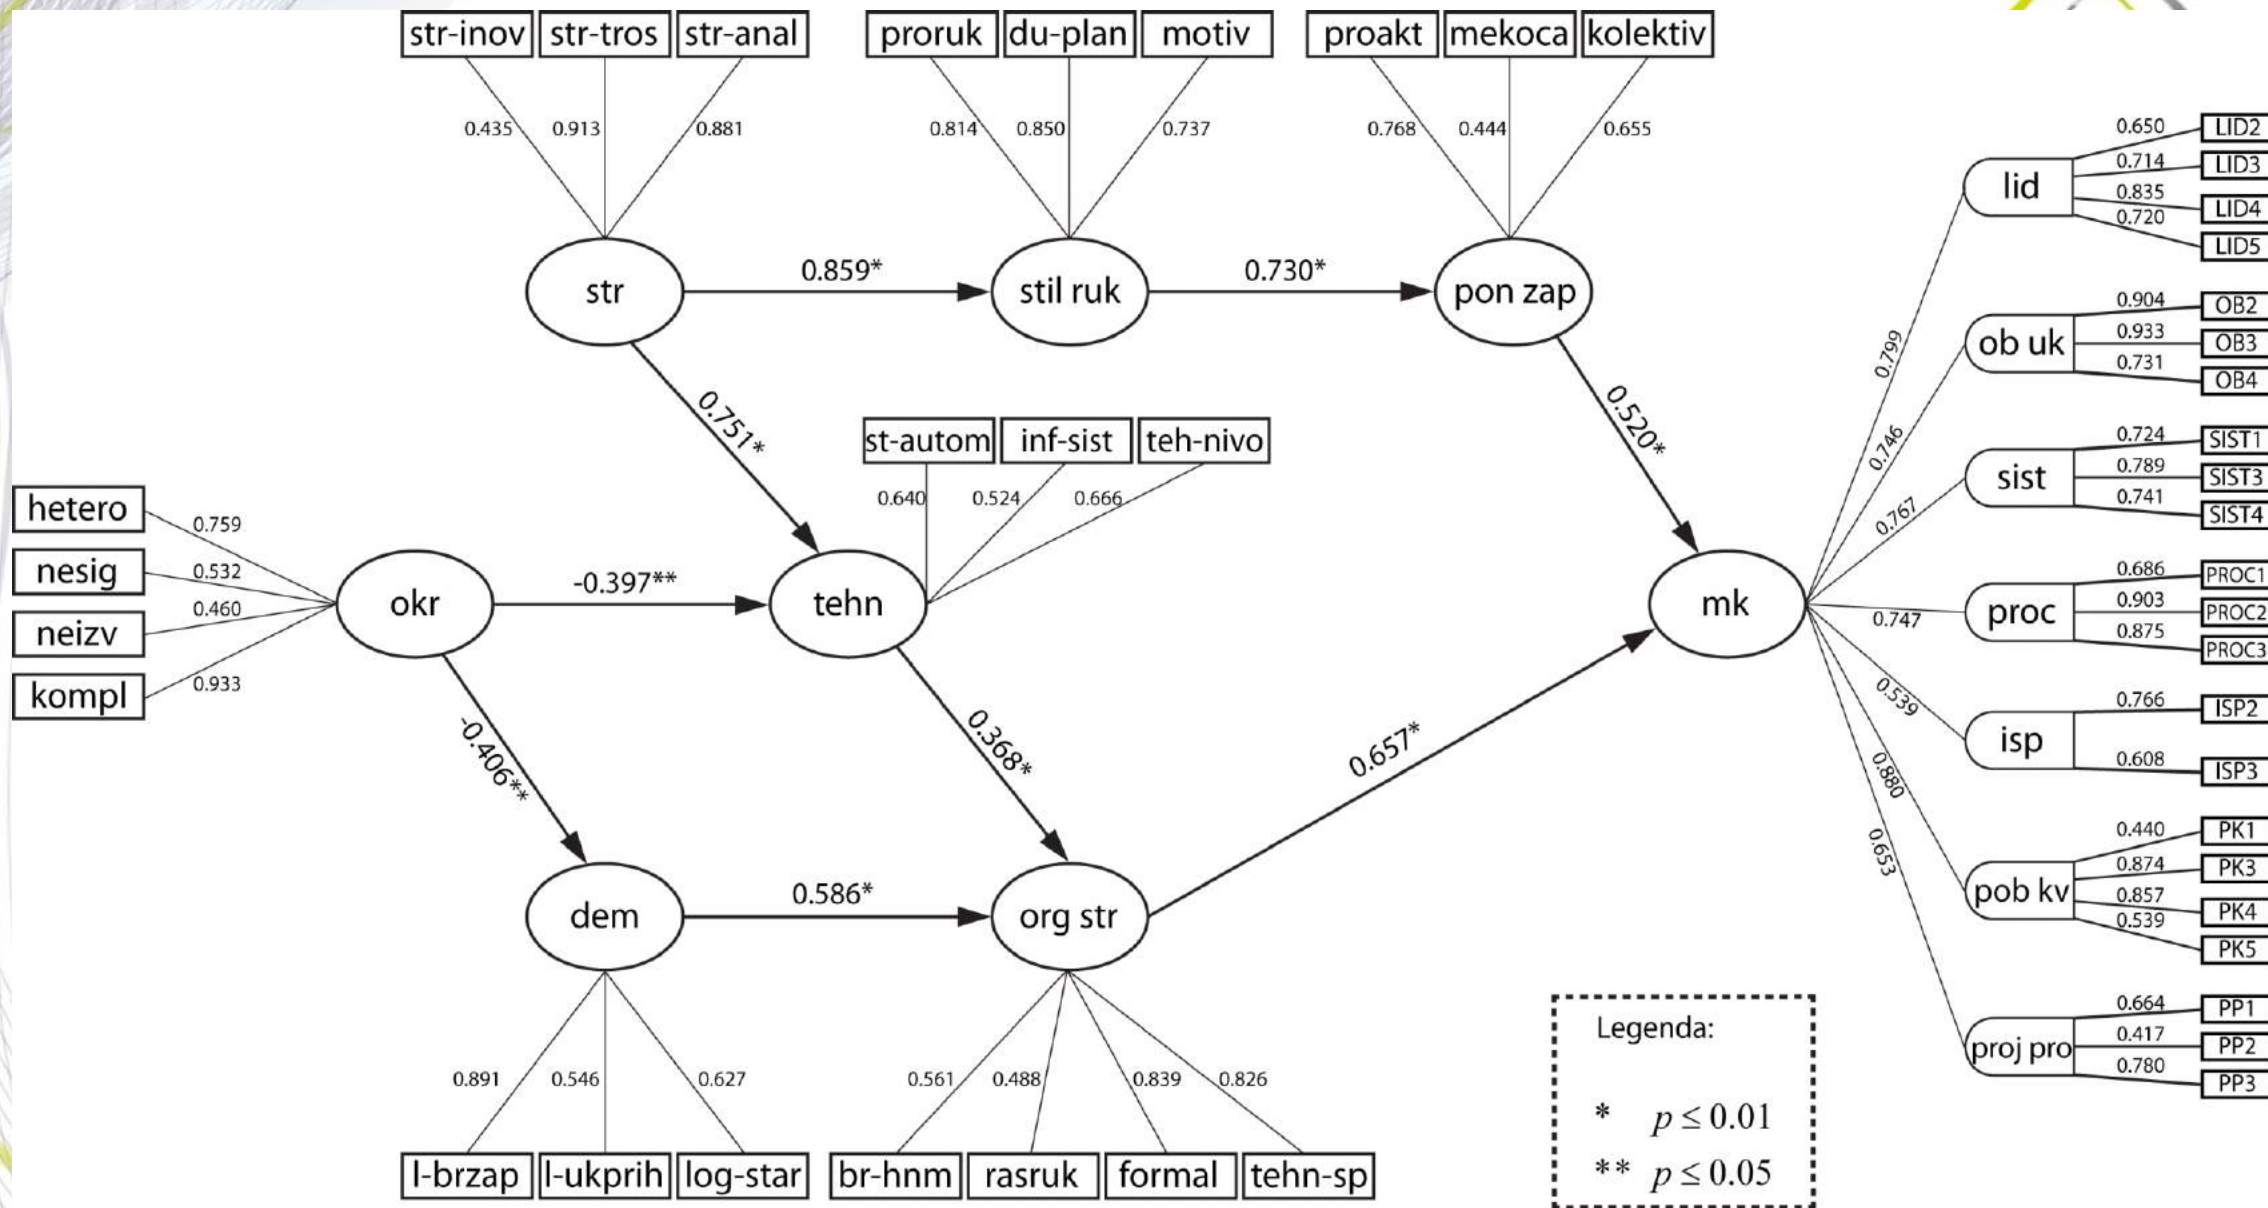 str-inov str-tros str-anal
proruk du-plan motiv
proakt mekoca kolektiv
0.435 0.913 0.881
0.814 0.850 0.737
0.768 0.444 0.655
str
0.859*
stil ruk
0.730*
pon zap
0.751*
0.520*
st-autom inf-sist teh-nivo
0.640 0.524 0.666
hetero
nesig
neizv
kompl
0.759
0.532
0.460
0.933
okr
-0.397**
tehn
mk
-0.406**
0.368*
0.657*
dem
0.586*
org str
0.891 0.546 0.627
0.561 0.488 0.839 0.826
l-brzap l-ukprih log-star
br-hnm rasruk formal tehn-sp
0.799
0.746
0.767
0.747
0.539
0.880
0.653
lid
0.650 LID2
0.714 LID3
0.835 LID4
0.720 LID5
ob uk
0.904 OB2
0.933 OB3
0.731 OB4
sist
0.724 SIST1
0.789 SIST3
0.741 SIST4
proc
0.686 PROC1
0.903 PROC2
0.875 PROC3
isp
0.766 ISP2
0.608 ISP3
pob kv
0.440 PK1
0.874 PK3
0.857 PK4
0.539 PK5
proj pro
0.664 PP1
0.417 PP2
0.780 PP3
Legenda:
* p ≤ 0.01
** p ≤ 0.05